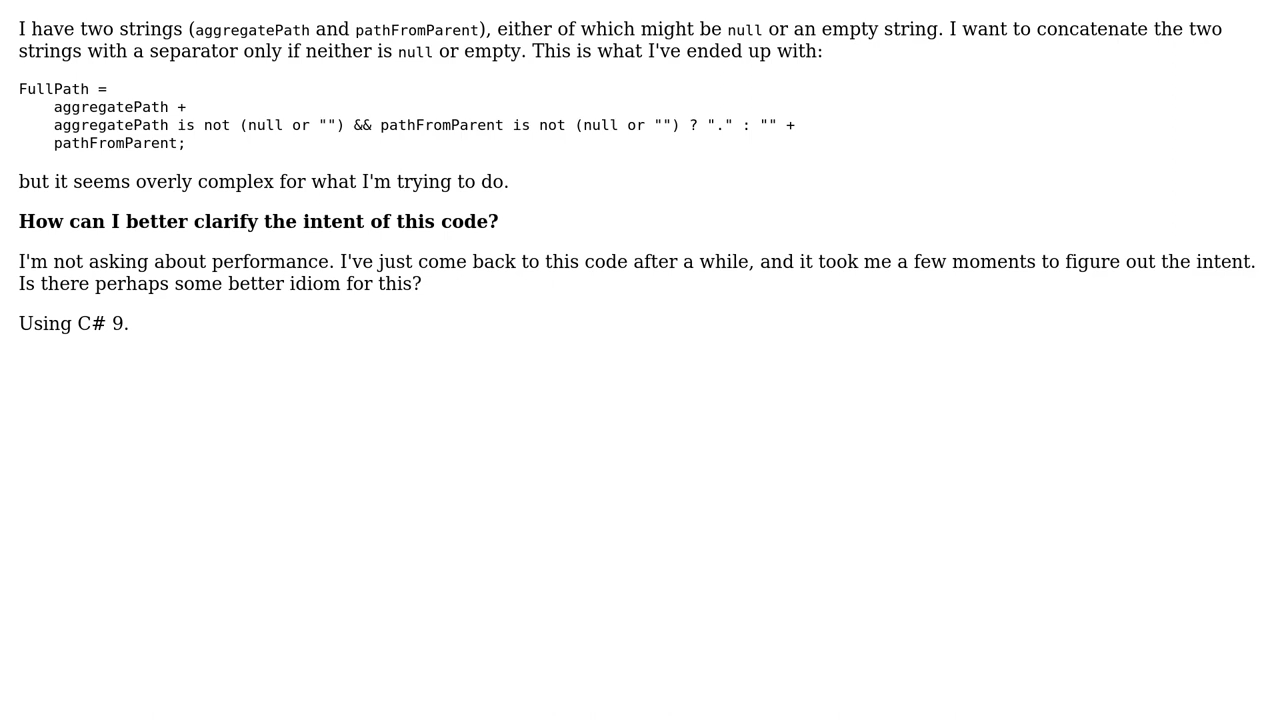 I have two strings (aggregatePath and pathFromParent), either of which might be null or an empty string. I want to concatenate the two
strings with a separator only if neither is null or empty. This is what I've ended up with:
FullPath =
    aggregatePath +
    aggregatePath is not (null or "") && pathFromParent is not (null or "") ? "." : "" +
    pathFromParent;
but it seems overly complex for what I'm trying to do.
How can I better clarify the intent of this code?
I'm not asking about performance. I've just come back to this code after a while, and it took me a few moments to figure out the intent.
Is there perhaps some better idiom for this?
Using C# 9.